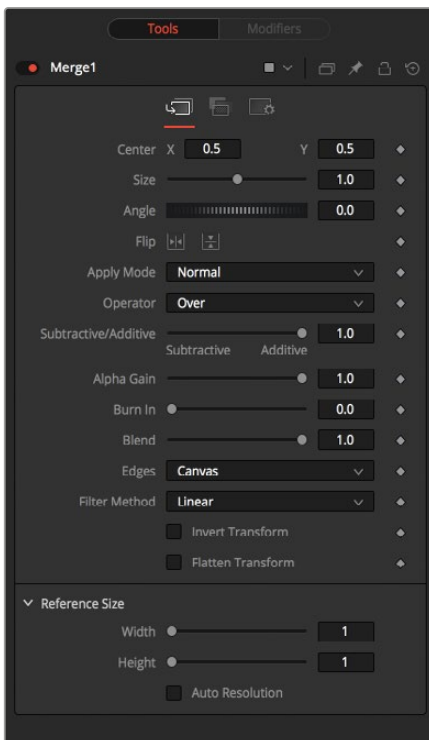 Tools Modifiers
Merge1
Center X 0.5 Y 0.5
Size 1.0
Angle 0.0
Flip
Apply Mode Normal
Operator Over
Subtractive/Additive 1.0
Subtractive Additive
Alpha Gain 1.0
Burn In 0.0
Blend 1.0
Edges Canvas
Filter Method Linear
Invert Transform
Flatten Transform
Reference Size
Width 1
Height 1
Auto Resolution